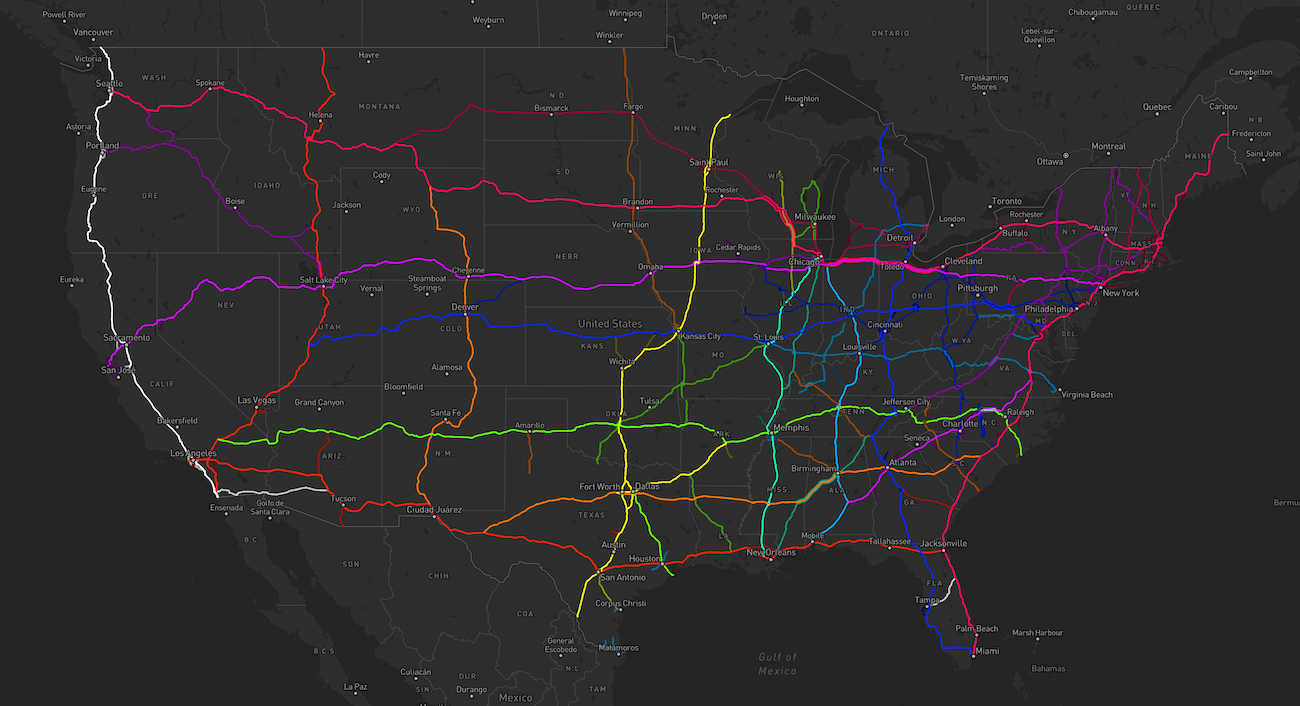 QUÉBEC
Powell River
Weyburn
Winnipeg
Dryden
Chibougamau
Vancouver
Winkler
ONTARIO
Lebel-sur-
Quévillon
Victoria
Havre
Seattle
WASH.
Spokane
Temiskaming
Shores
Campbellton
N.D.
MONTANA
Bismarck
Fargo
Houghton
Quebec
Caribou
Helena
N.B
Astoria
MINN.
Fredericton
Portland
Montreal
Ottawa
MAINE
Saint John
Saint Paul
S.D
MICH.
Cody
WIS.
Eugene
ORE.
IDAHO
Rochester
VT.
Boise
Jackson
WYO.
Brandon
Toronto
N.H.
Vermillion
Milwaukee
London
Rochester
Detroit
Buffalo
N.Y.
Albany
MASS.
IOWA
Cedar Rapids
NEBR
Chicago
Toledo
Cleveland
CONN.
RH.
Omaha
Eureka
Salt Lake City
Steamboat
Springs
Cheyenne
PA.
Vernal
Pittsburgh
New York
NEV
ILL.
OHIO
IND.
N.J.
Denver
Philadelphia
MD
UTAH
COLO.
United States
Cincinnati
Sacramento
KANS.
Kansas City
St. Louis
DEL.
W.VA.
Louisville
MO.
Wichita
San José
Alamosa
KY.
VA.
CALIF
Bloomfield
Virginia Beach
Las Vegas
Grand Canyon
Tulsa
Jefferson City
Santa Fe
OKLA
TENN.
Raleigh
Bakersfield
Amarillo
Memphis
Charlotte
N.C.
ARK.
Seneca
Los Angeles
ARIZ.
N.M.
Atlanta
S.C.
Birmingham
Fort Worth
Dallas
MISS
ALA
Tucson
Ensenada
Golfo de
Santa Clara
Ciudad Juárez
TEXAS
GA.
Bermu
LA.
B.C.
Mobile
Tallahassee
Jacksonville
Austin
Houston
New Orleans
SON.
CHIH.
San Antonio
FLA.
Tampa
Corpus Christi
COA.
Palm Beach
Marsh Harbour
General
Escobedo
Matamoros
B.C.S.
Miami
Gulf of
Mexico
N.L.
Bahamas
Culiacán
DUR.
La Paz
SIN.
Durango
TAM
Mexico